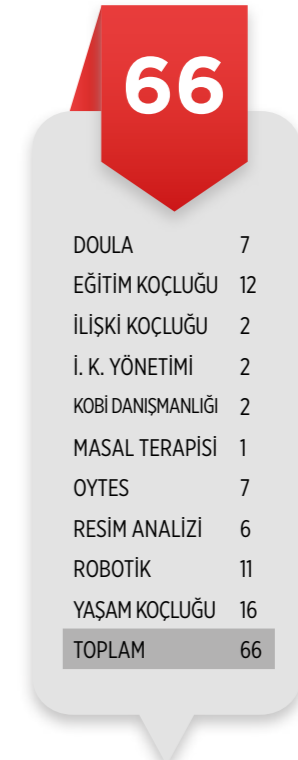 66
DOULA 7
EĞİTİM KOÇLUĞU 12
İLİŞKİ KOÇLUĞU 2
İ. K. YÖNETİMİ 2
KOBİ DANIŞMANLIĞI 2
MASAL TERAPİSİ 1
OYTES 7
RESİM ANALİZİ 6
ROBOTİK 11
YAŞAM KOÇLUĞU 16
TOPLAM 66